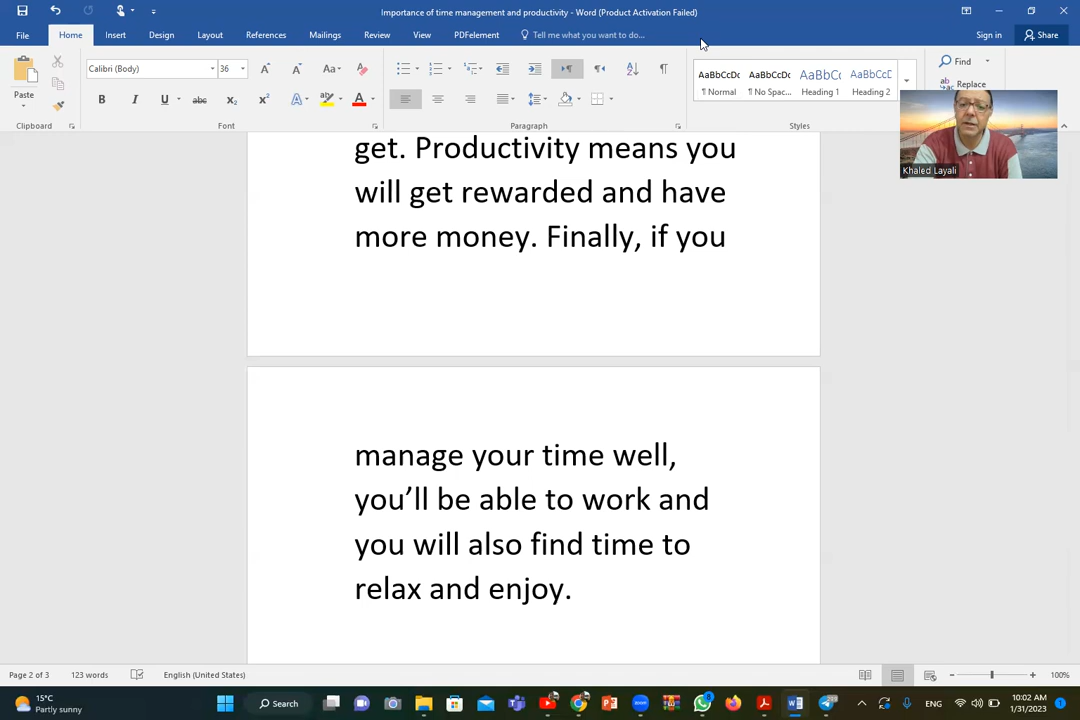 Importance of time management and productivity - Word (Product Activation Failed)
File Home Insert Design Layout References Mailings Review View PDFelement Tell me what you want to do... Sign in Share
Calibri (Body) 36 Aa
AaBbCcDc AaBbCcDc AaBbCc AaBbCcD
Find
Replace
Paste
B I U abc x₂ x² A A
¶ Normal ¶ No Spac... Heading 1 Heading 2
Clipboard Font Paragraph Styles
Khaled Layali
get. Productivity means you
will get rewarded and have
more money. Finally, if you
manage your time well,
you’ll be able to work and
you will also find time to
relax and enjoy.
Page 2 of 3 123 words English (United States) 100%
15°C
Partly sunny
Search
ENG
10:02 AM
1/31/2023